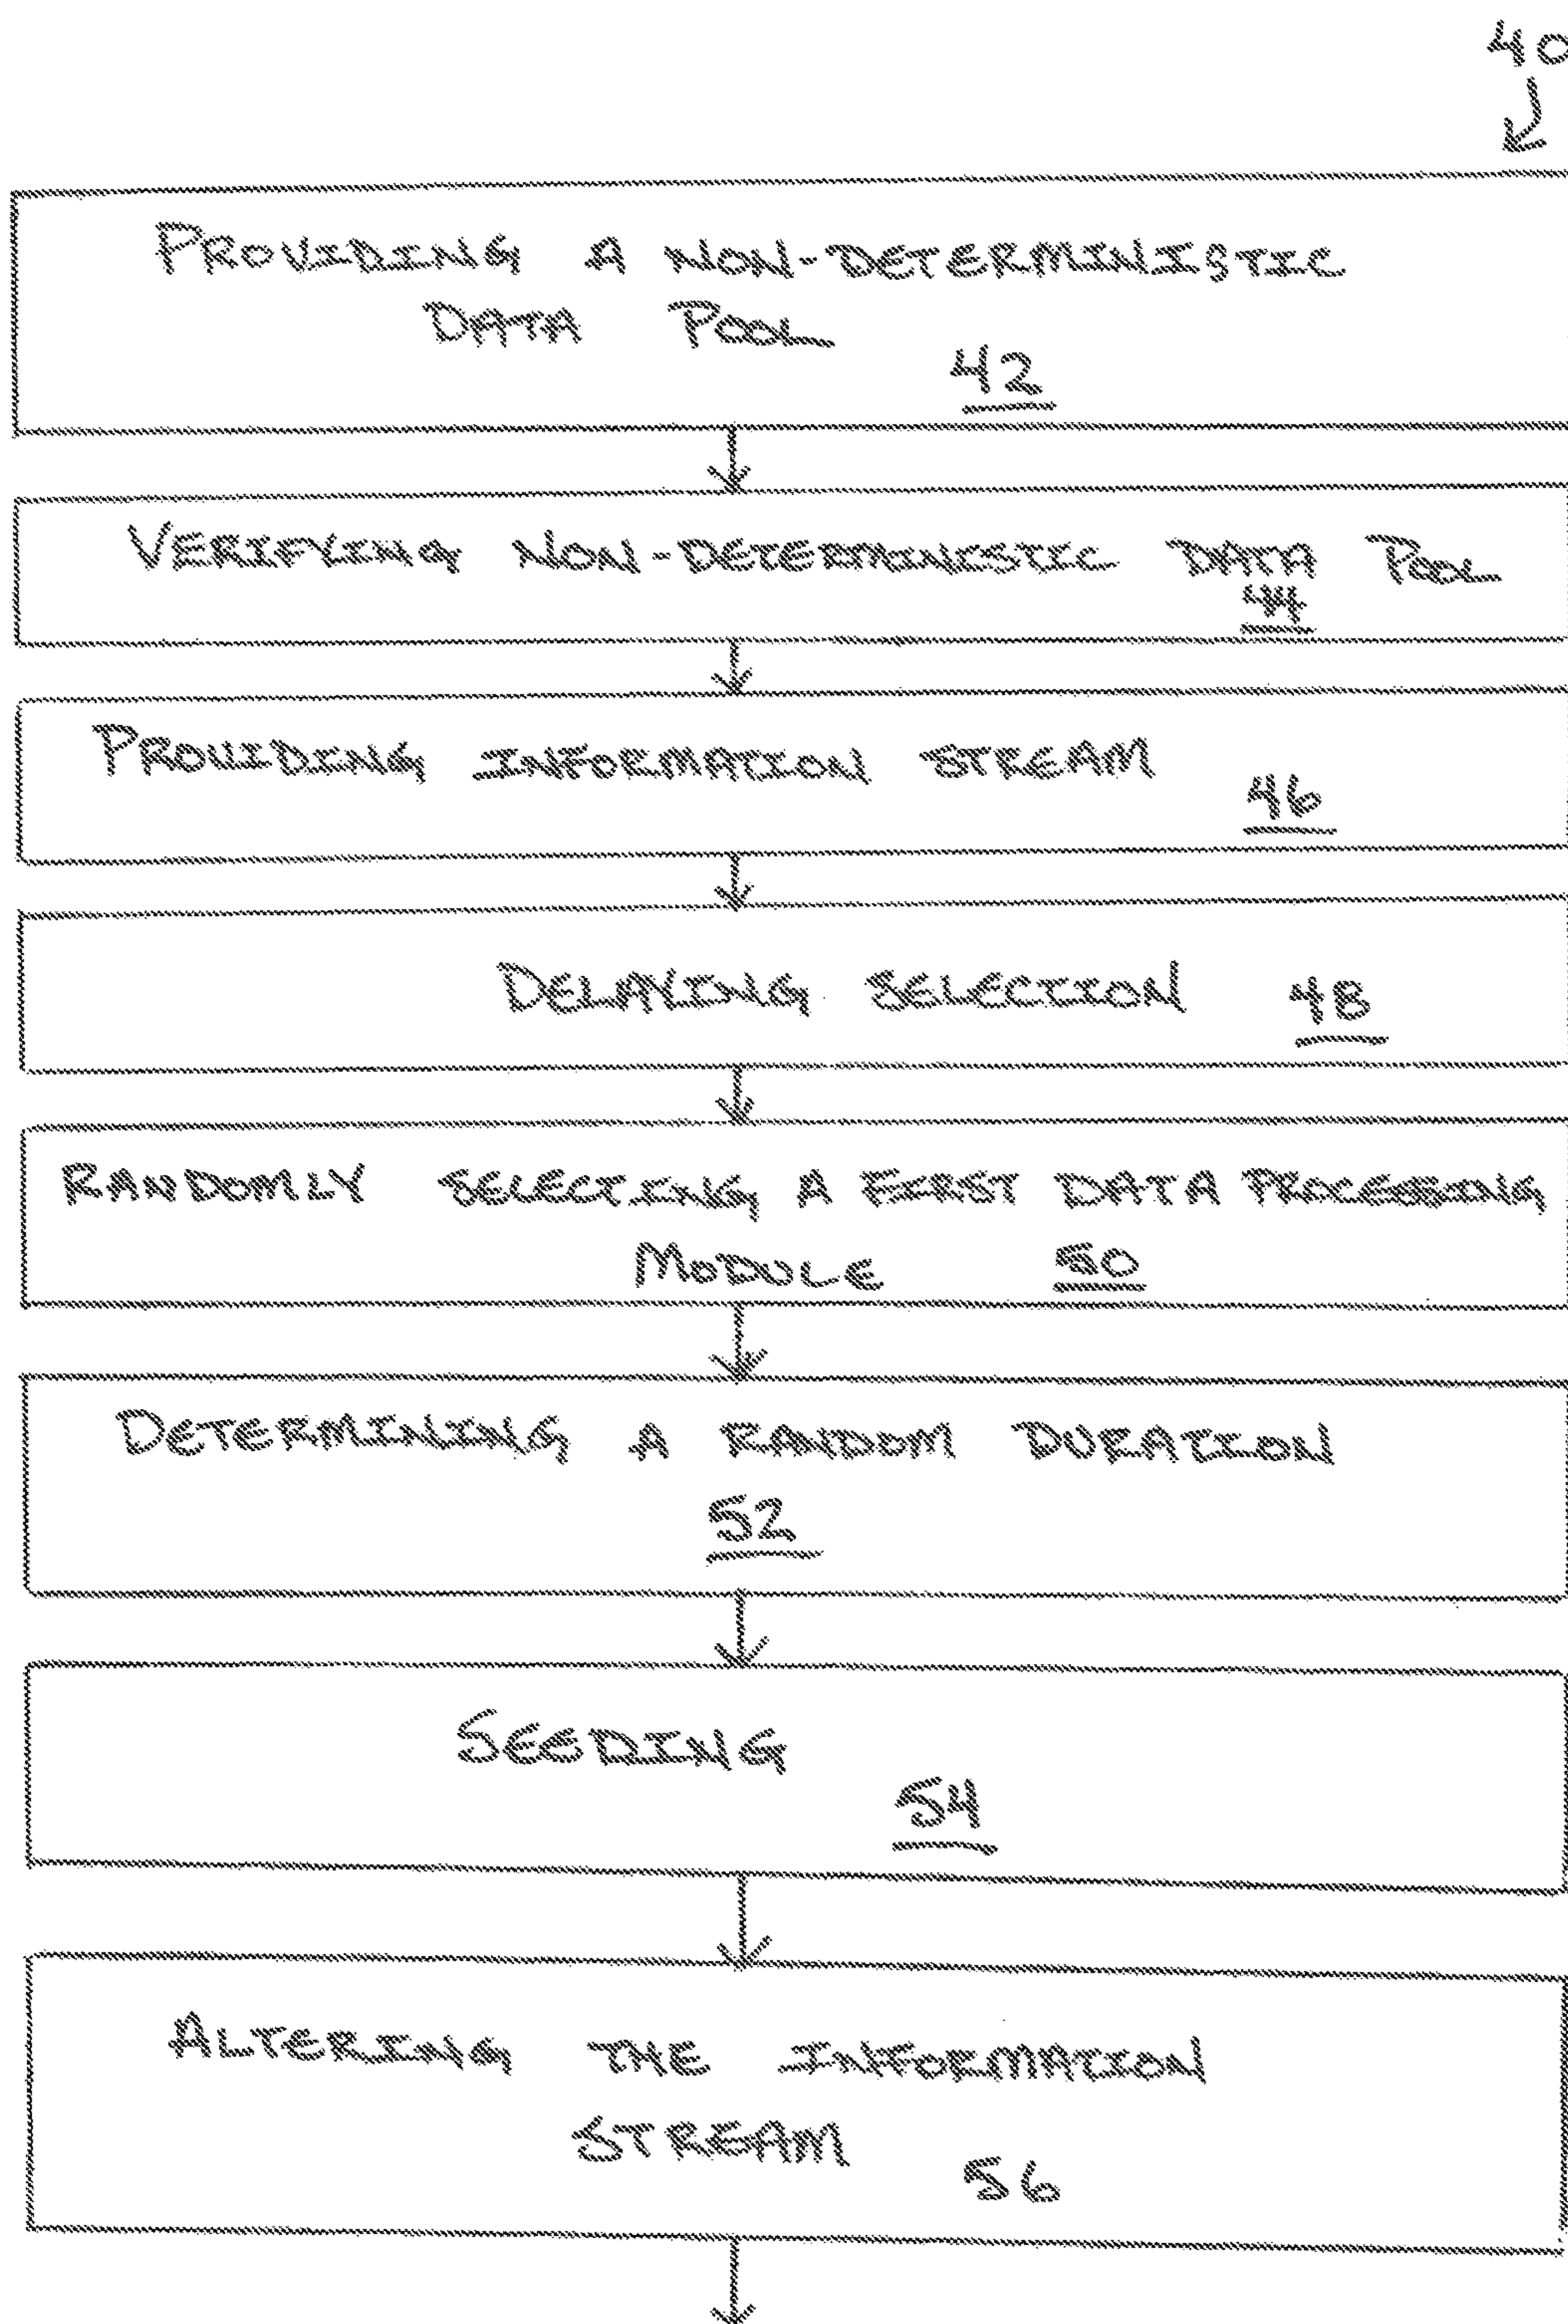 40
PROVIDING A NON-DETERMINISTIC
DATA POOL
42
VERIFYING NON-DETERMINISTIC DATA POOL
44
PROVIDING INFORMATION STREAM
46
DELAYING SELECTION 48
RANDOMLY SELECTING A FIRST DATA PROCESSING
MODULE 50
DETERMINING A RANDOM DURATION
52
SEEDING
54
ALTERING THE INFORMATION
STREAM
56